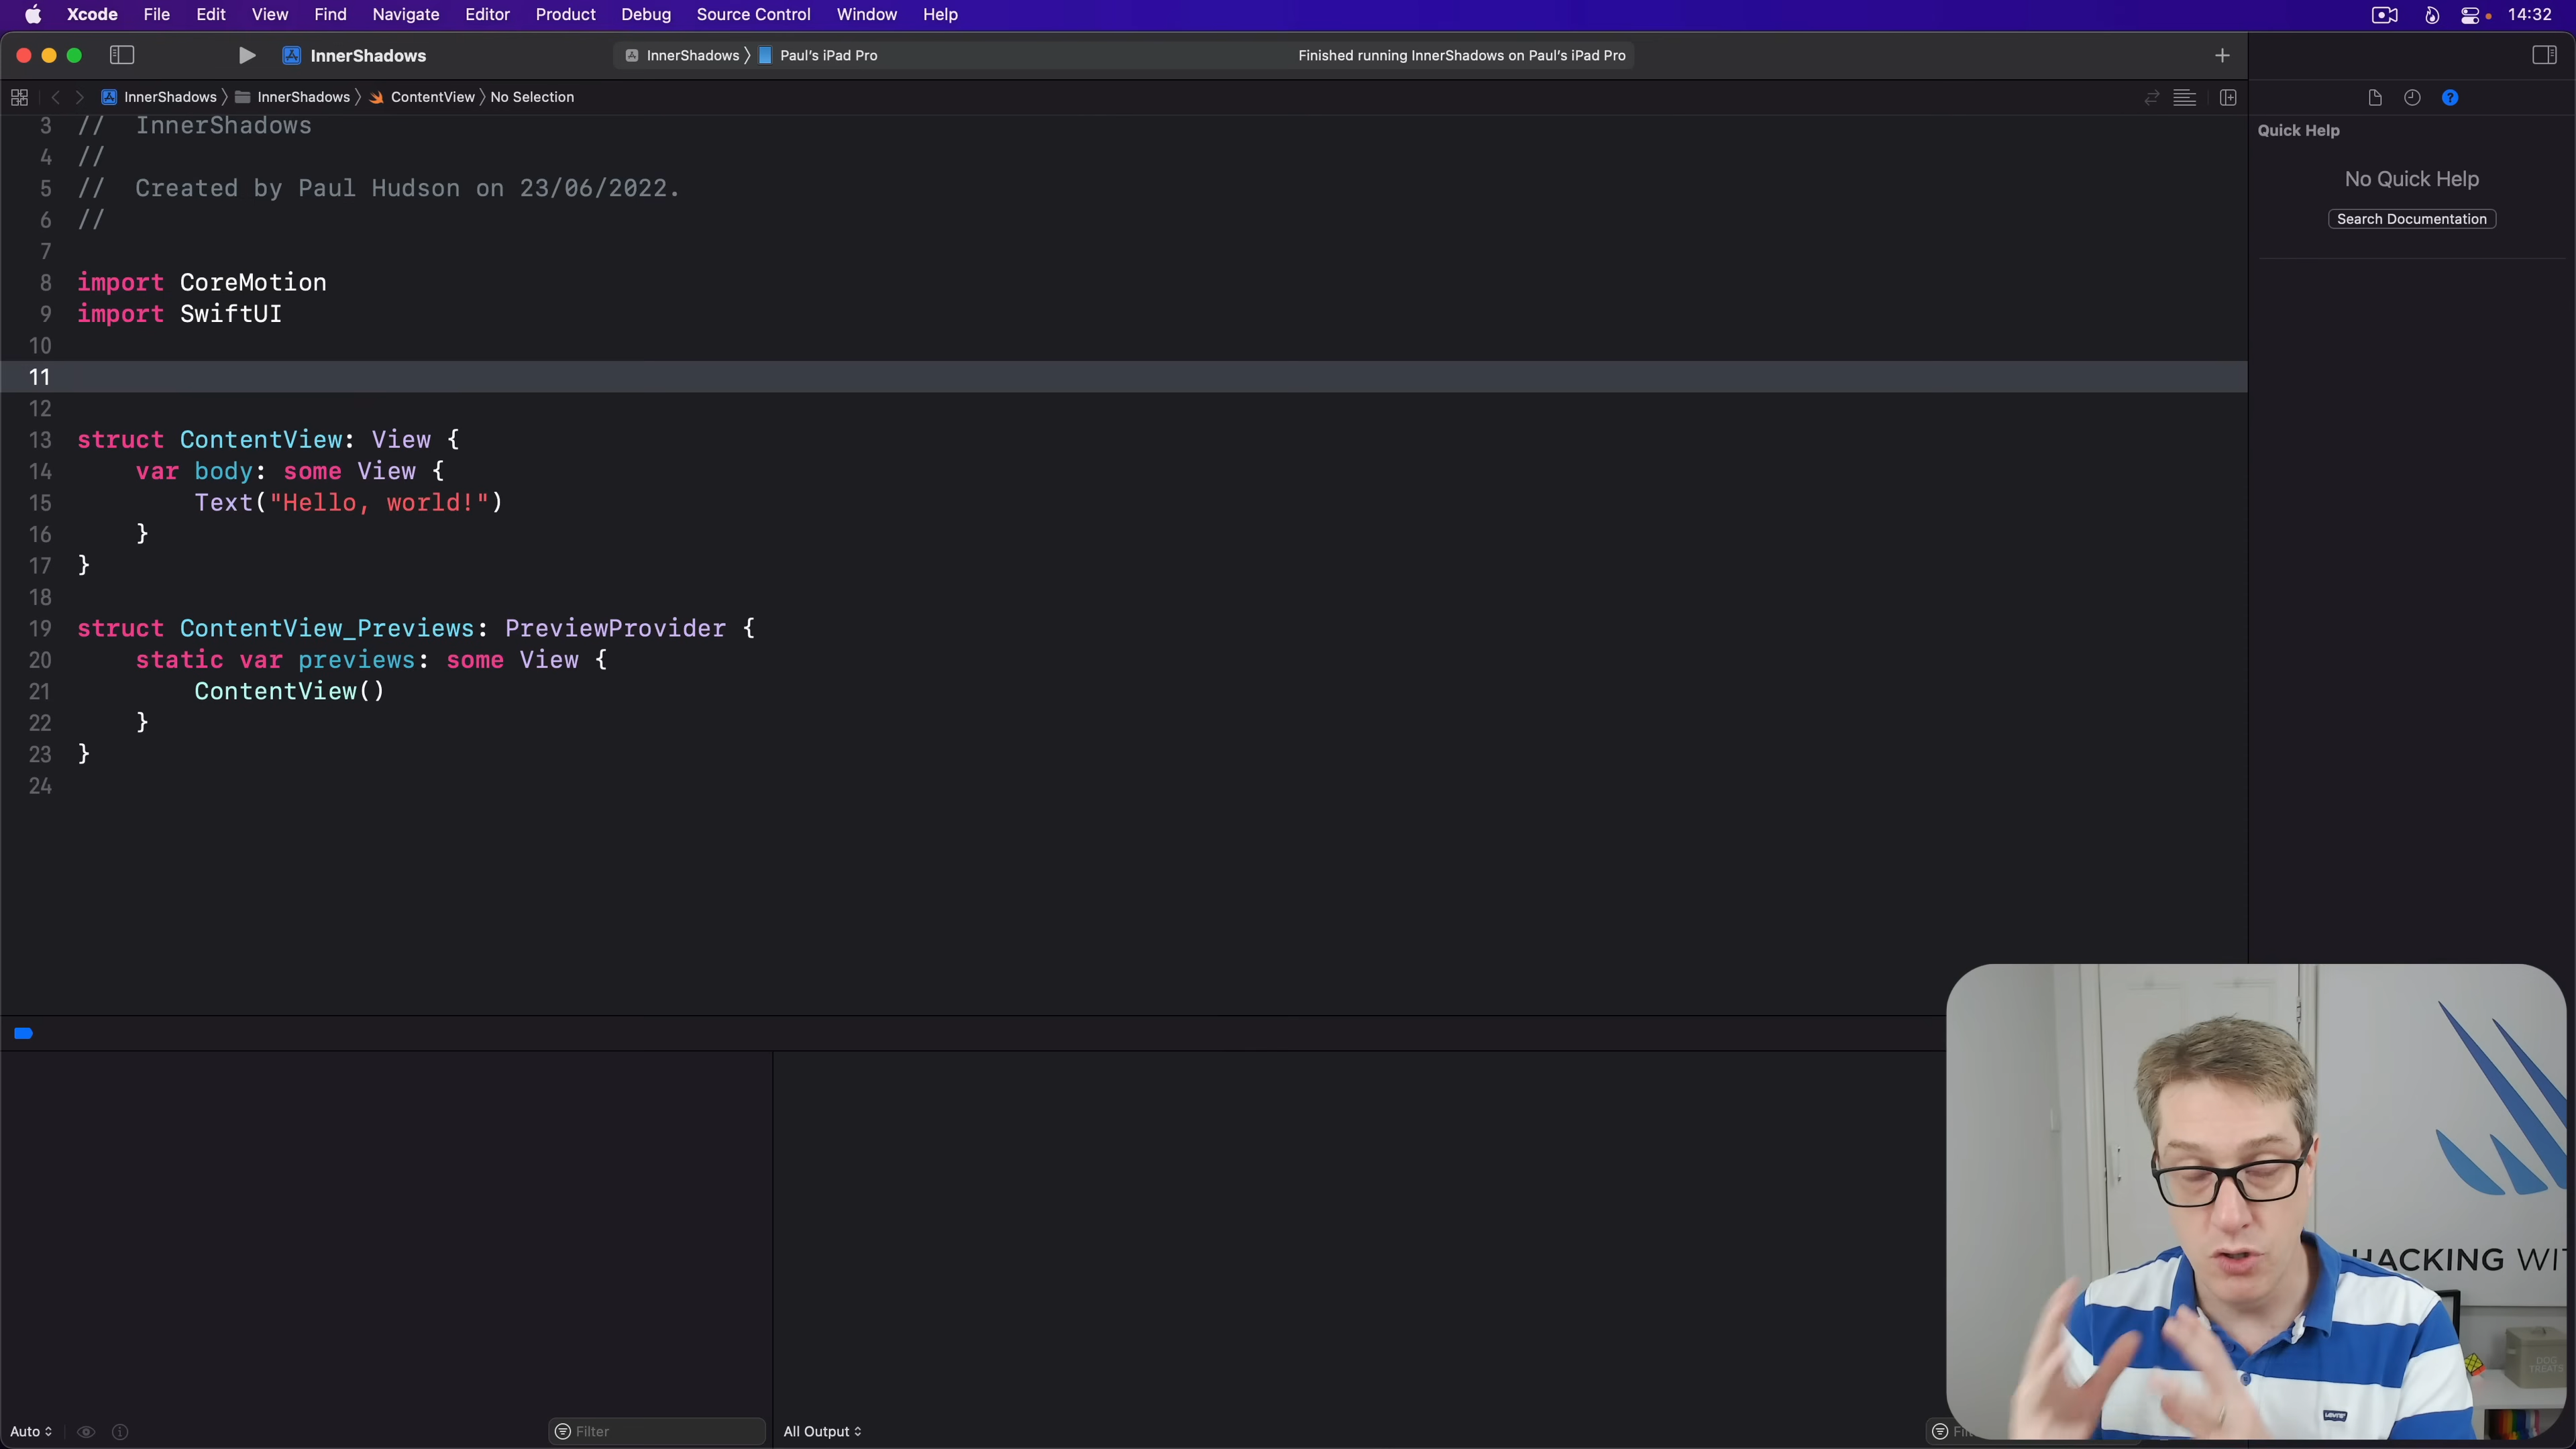 Xcode File Edit View Find Navigate Editor Product Debug Source Control Window Help 14:32
InnerShadows InnerShadows Paul's iPad Pro Finished running InnerShadows on Paul's iPad Pro
InnerShadows InnerShadows ContentView No Selection
Quick Help
No Quick Help
Search Documentation
3 // InnerShadows
4 //
5 // Created by Paul Hudson on 23/06/2022.
6 //
7
8 import CoreMotion
9 import SwiftUI
10
11
12
13 struct ContentView: View {
14 var body: some View {
15 Text("Hello, world!")
16 }
17 }
18
19 struct ContentView_Previews: PreviewProvider {
20 static var previews: some View {
21 ContentView()
22 }
23 }
24
HACKING WIT
DOG
TREATS
Levi's
Auto Filter All Output